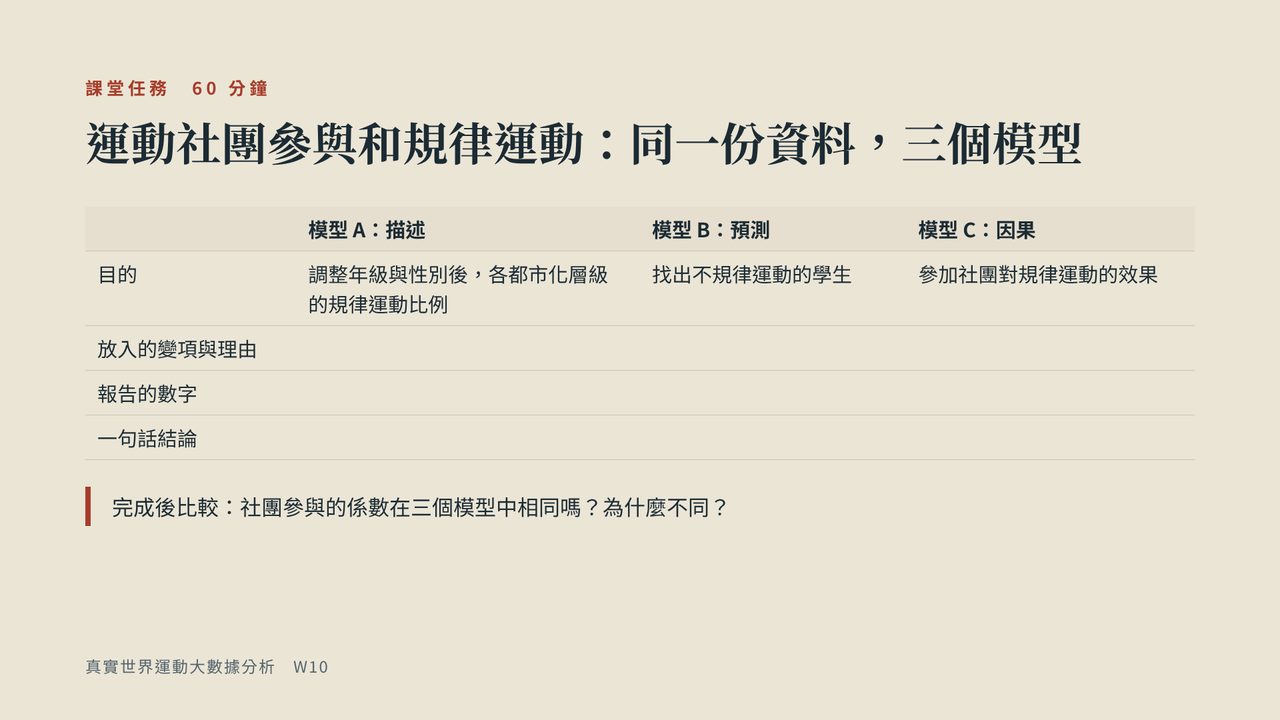 課堂任務　60 分鐘
運動社團參與和規律運動：同一份資料，三個模型
模型 A：描述
模型 B：預測
模型 C：因果
目的
調整年級與性別後，各都市化層級
的規律運動比例
找出不規律運動的學生
參加社團對規律運動的效果
放入的變項與理由
報告的數字
一句話結論
完成後比較：社團參與的係數在三個模型中相同嗎？為什麼不同？
真實世界運動大數據分析　W10